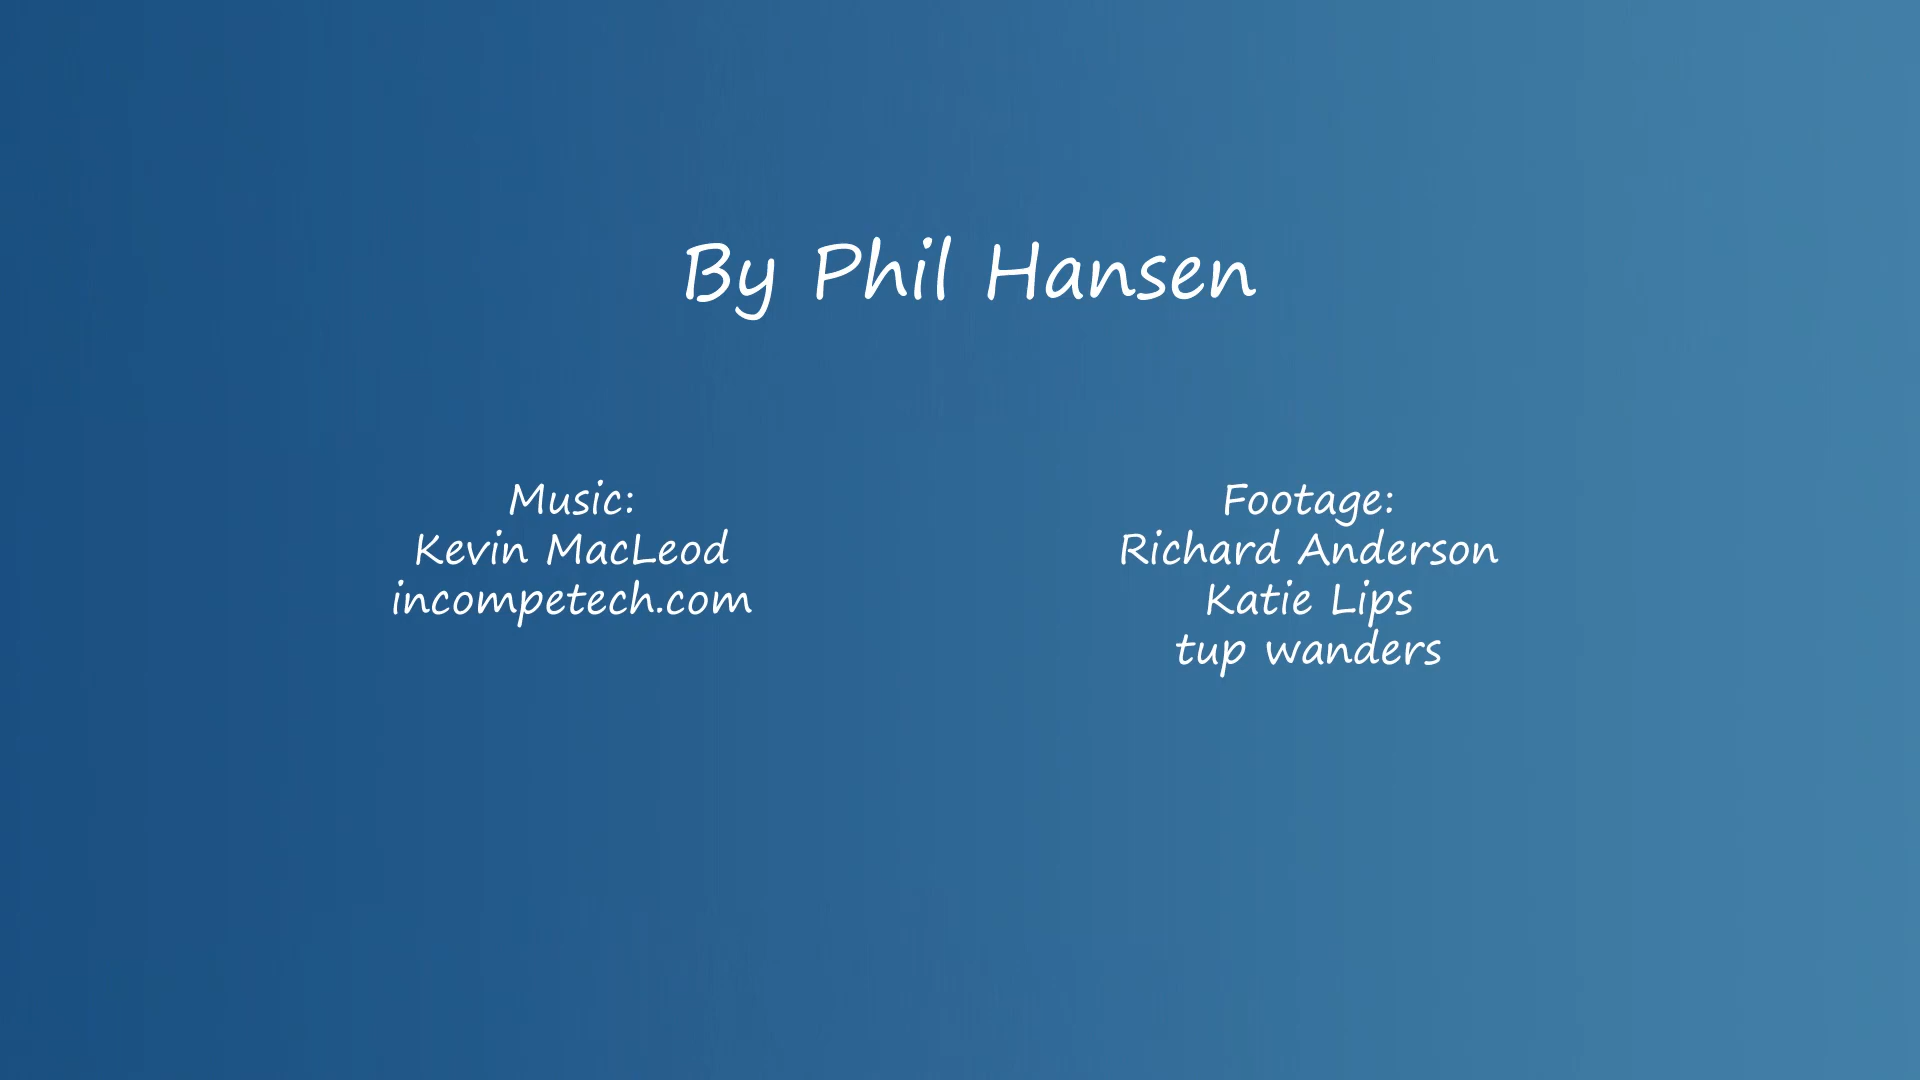 By Phil Hansen
Music:
Kevin MacLeod
incompetech.com
Footage:
Richard Anderson
Katie Lips
tup wanders